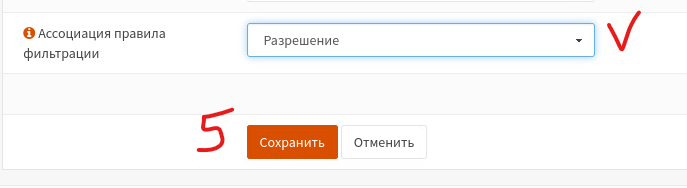 Ассоциация правила
фильтрации
Разрешение
5
Сохранить
Отменить